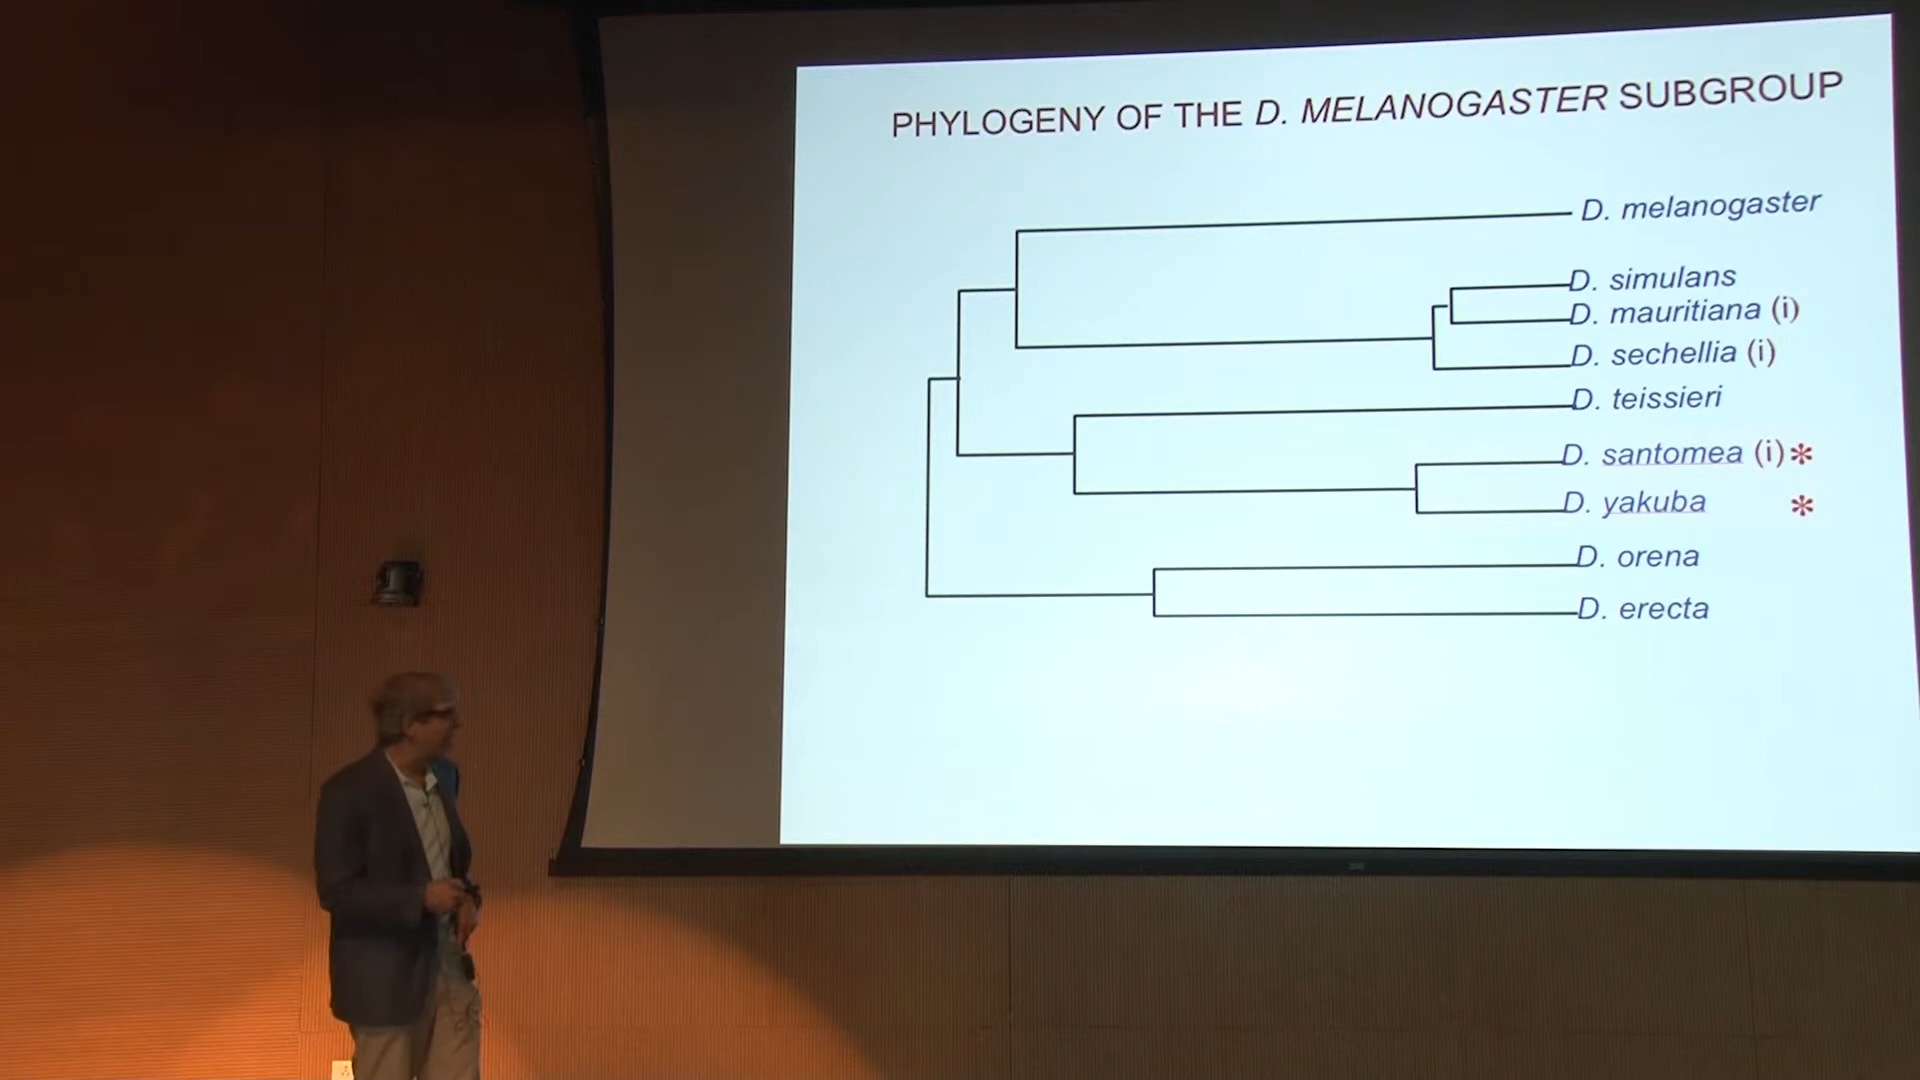 PHYLOGENY OF THE D. MELANOGASTER SUBGROUP
D. melanogaster
D. simulans
D. mauritiana (i)
D. sechellia (i)
D. teissieri
D. santomea (i)*
D. yakuba *
D. orena
D. erecta